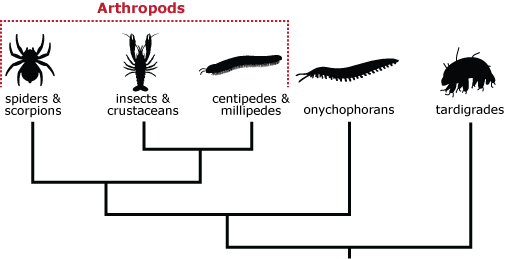 Arthropods
spiders &
scorpions
insects &
crustaceans
centipedes &
millipedes
onychophorans
tardigrades